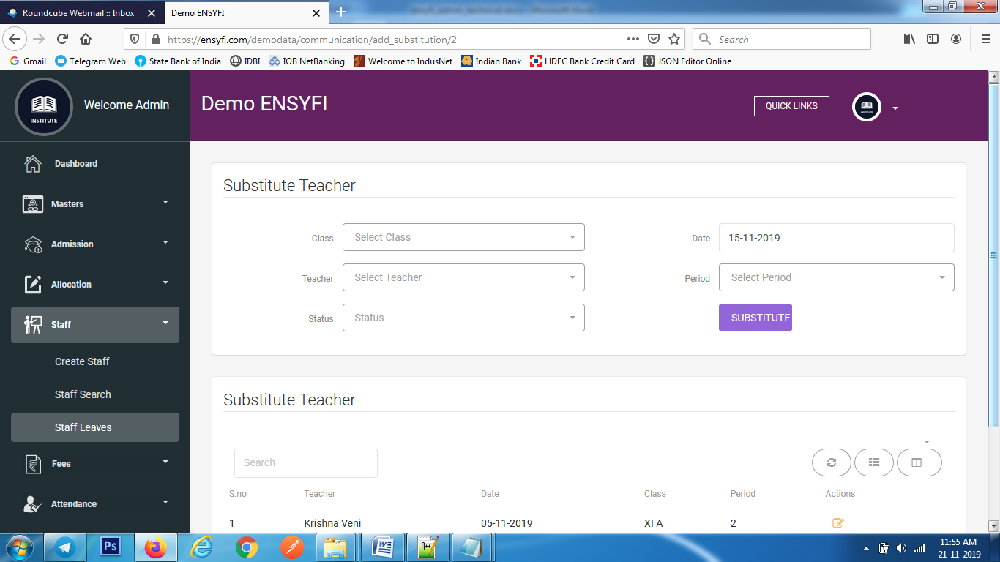 Roundcube Webmail :: Inbox
Demo ENSYFI
https://ensyfi.com/demodata/communication/add_substitution/2
Search
Gmail
Telegram Web
State Bank of India
IDBI
IOB NetBanking
Welcome to IndusNet
Indian Bank
HDFC Bank Credit Card
JSON Editor Online
INSTITUTE
Welcome Admin
Demo ENSYFI
QUICK LINKS
Dashboard
Masters
Admission
Allocation
Staff
Create Staff
Staff Search
Staff Leaves
Fees
Attendance
Substitute Teacher
Class
Select Class
Date
15-11-2019
Teacher
Select Teacher
Period
Select Period
Status
Status
SUBSTITUTE
Substitute Teacher
Search
S.no Teacher Date Class Period Actions
1 Krishna Veni 05-11-2019 XI A 2
Ps
11:55 AM
21-11-2019